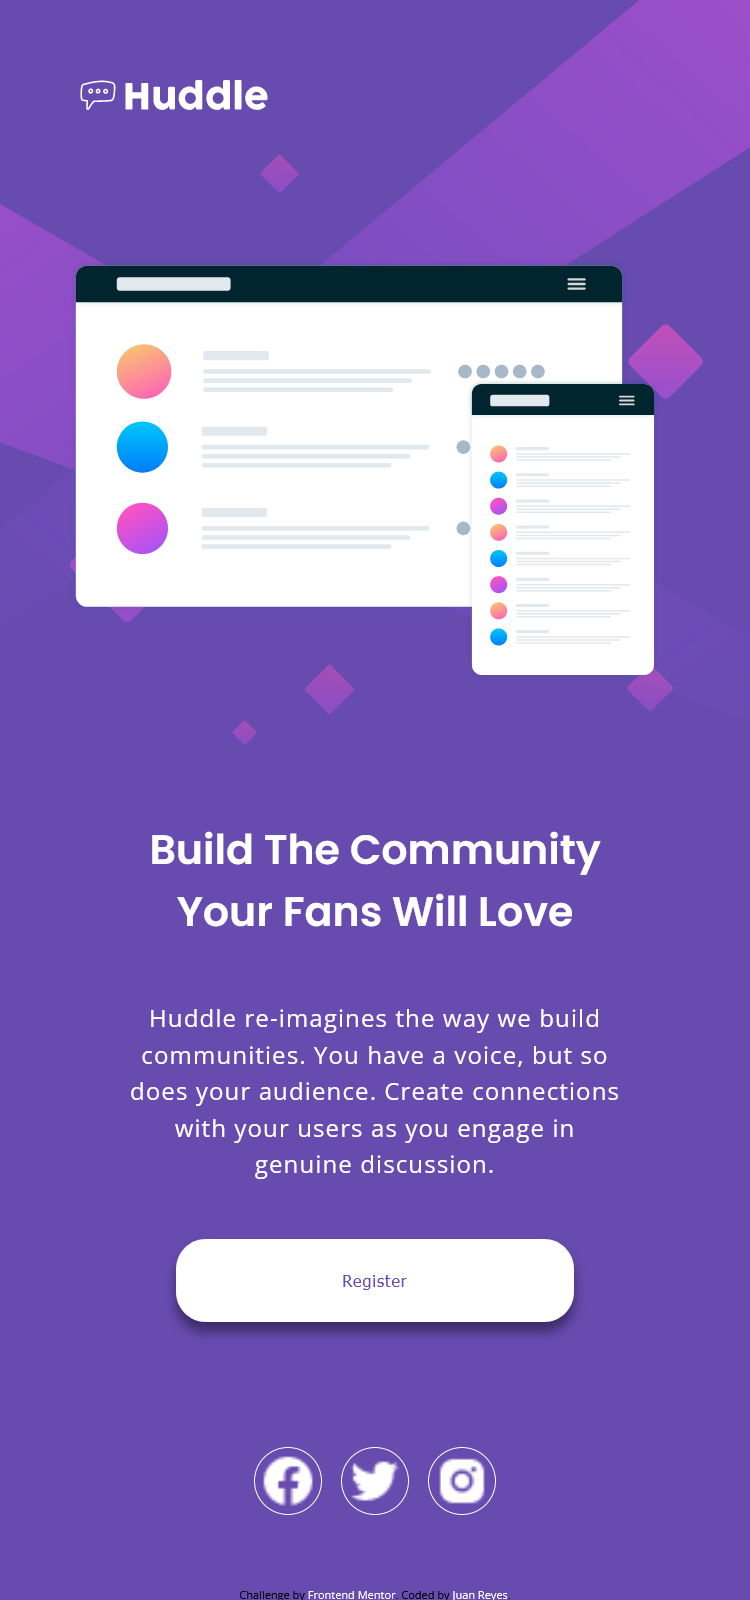 Huddle
Build The Community
Your Fans Will Love
Huddle re-imagines the way we build
communities. You have a voice, but so
does your audience. Create connections
with your users as you engage in
genuine discussion.
Register
Challenge by Frontend Mentor. Coded by Juan Reyes.